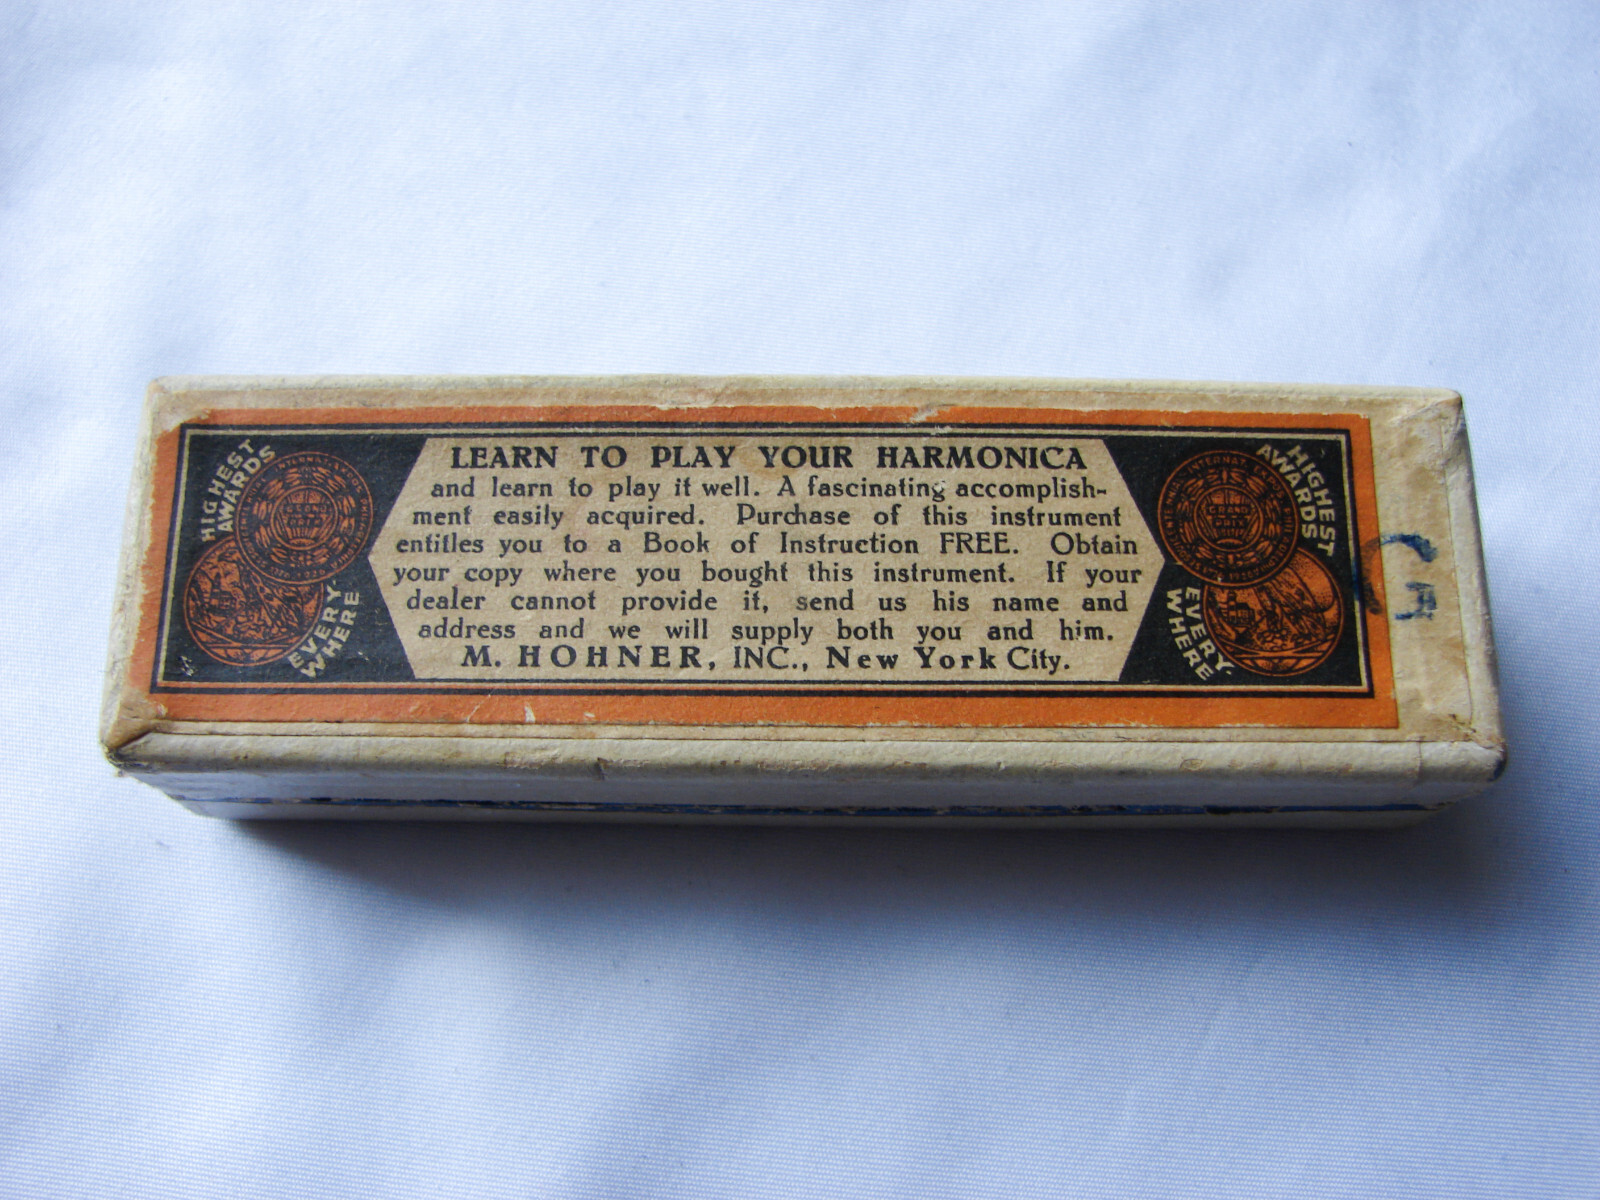 HIGHEST
AWARDS
EVERY-
WHERE
LEARN TO PLAY YOUR HARMONICA
and learn to play it well. A fascinating accomplish-
ment easily acquired. Purchase of this instrument
entitles you to a Book of Instruction FREE. Obtain
your copy where you bought this instrument. If your
dealer cannot provide it, send us his name and
address and we will supply both you and him.
M. HOHNER, INC., New York City.
HIGHEST
AWARDS
GRAND
PRIX
EVERY-
WHERE